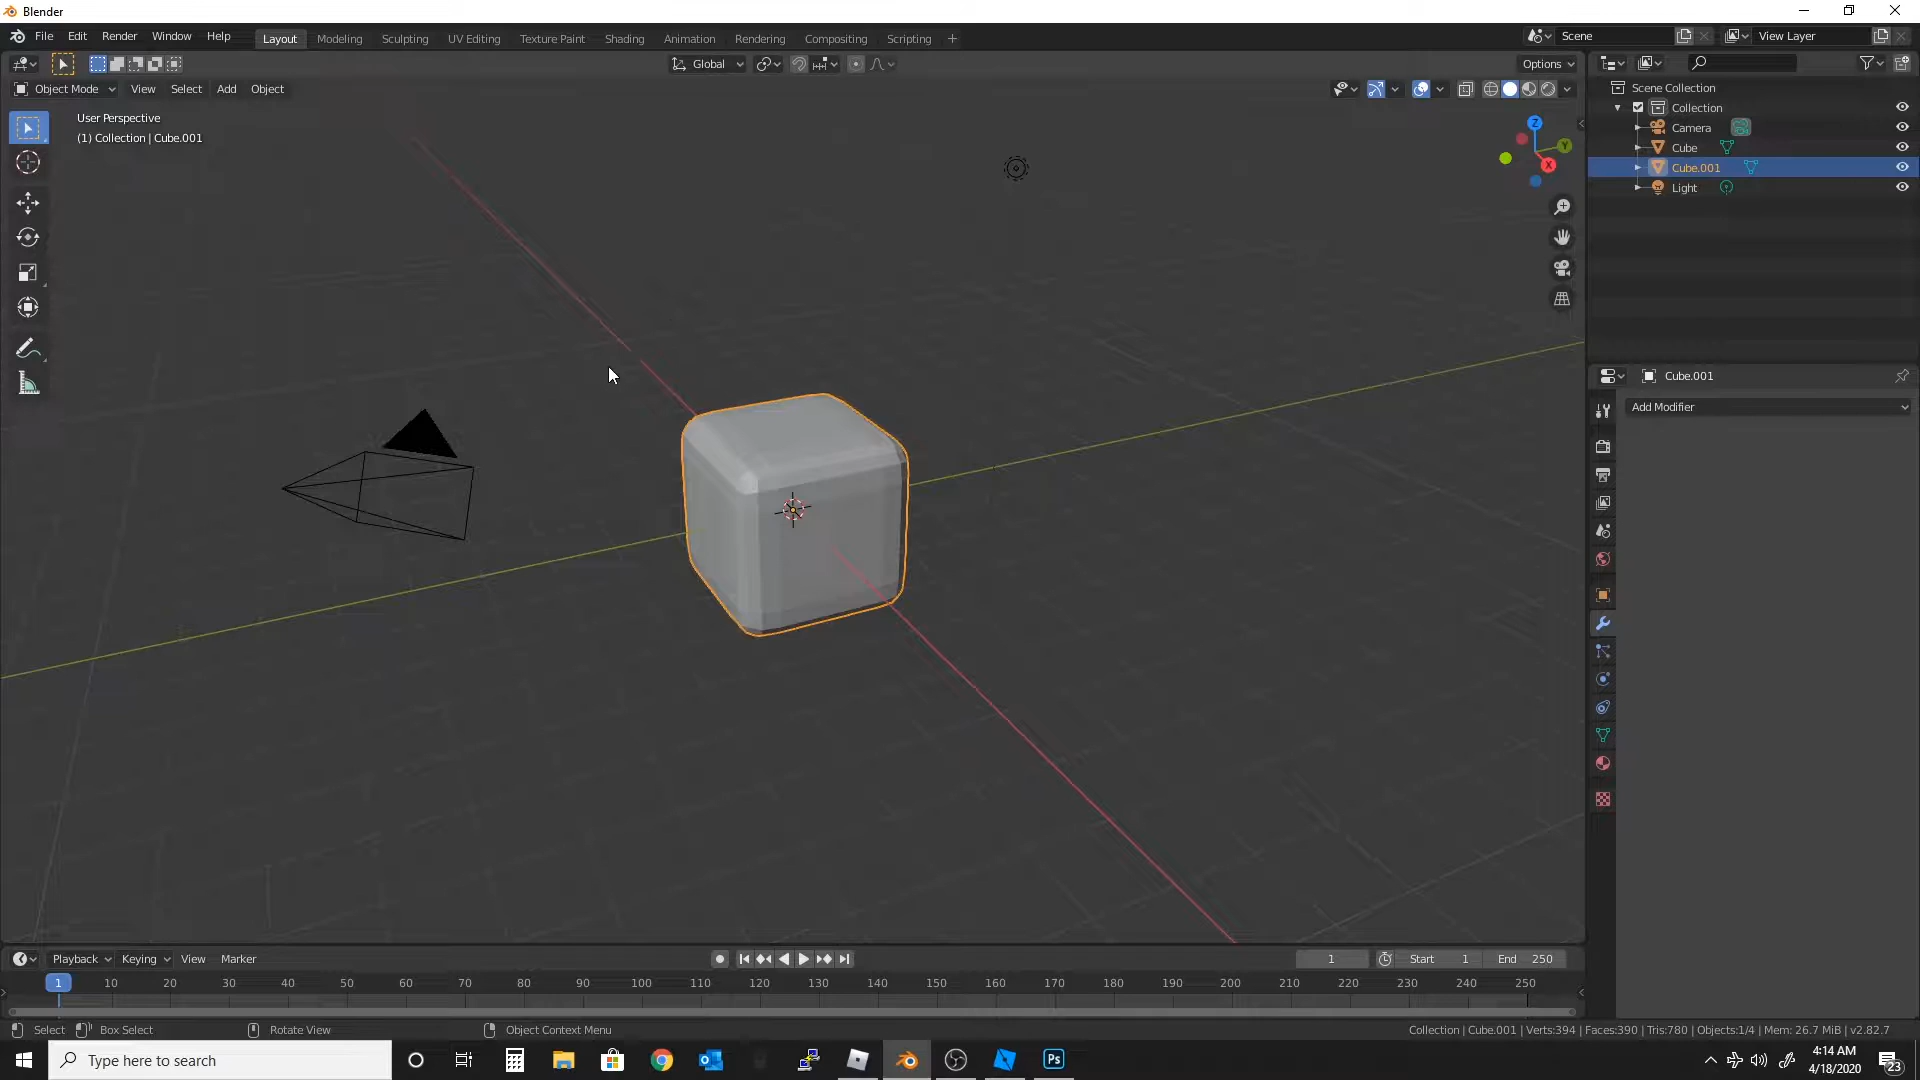 Blender
File Edit Render Window Help Layout Modeling Sculpting UV Editing Texture Paint Shading Animation Rendering Compositing Scripting + Scene View Layer
Global Options
Object Mode View Select Add Object
User Perspective
(1) Collection | Cube.001
Z
Y
X
Scene Collection
Collection
Camera
Cube
Cube.001
Light
Cube.001
Add Modifier
Playback Keying View Marker 1 Start 1 End 250
1 10 20 30 40 50 60 70 80 90 100 110 120 130 140 150 160 170 180 190 200 210 220 230 240 250
Select Box Select Rotate View Object Context Menu Collection | Cube.001 | Verts:394 | Faces:390 | Tris:780 | Objects:1/4 | Mem: 26.7 MiB | v2.82.7
Type here to search
Ps
4:14 AM
4/18/2020
23